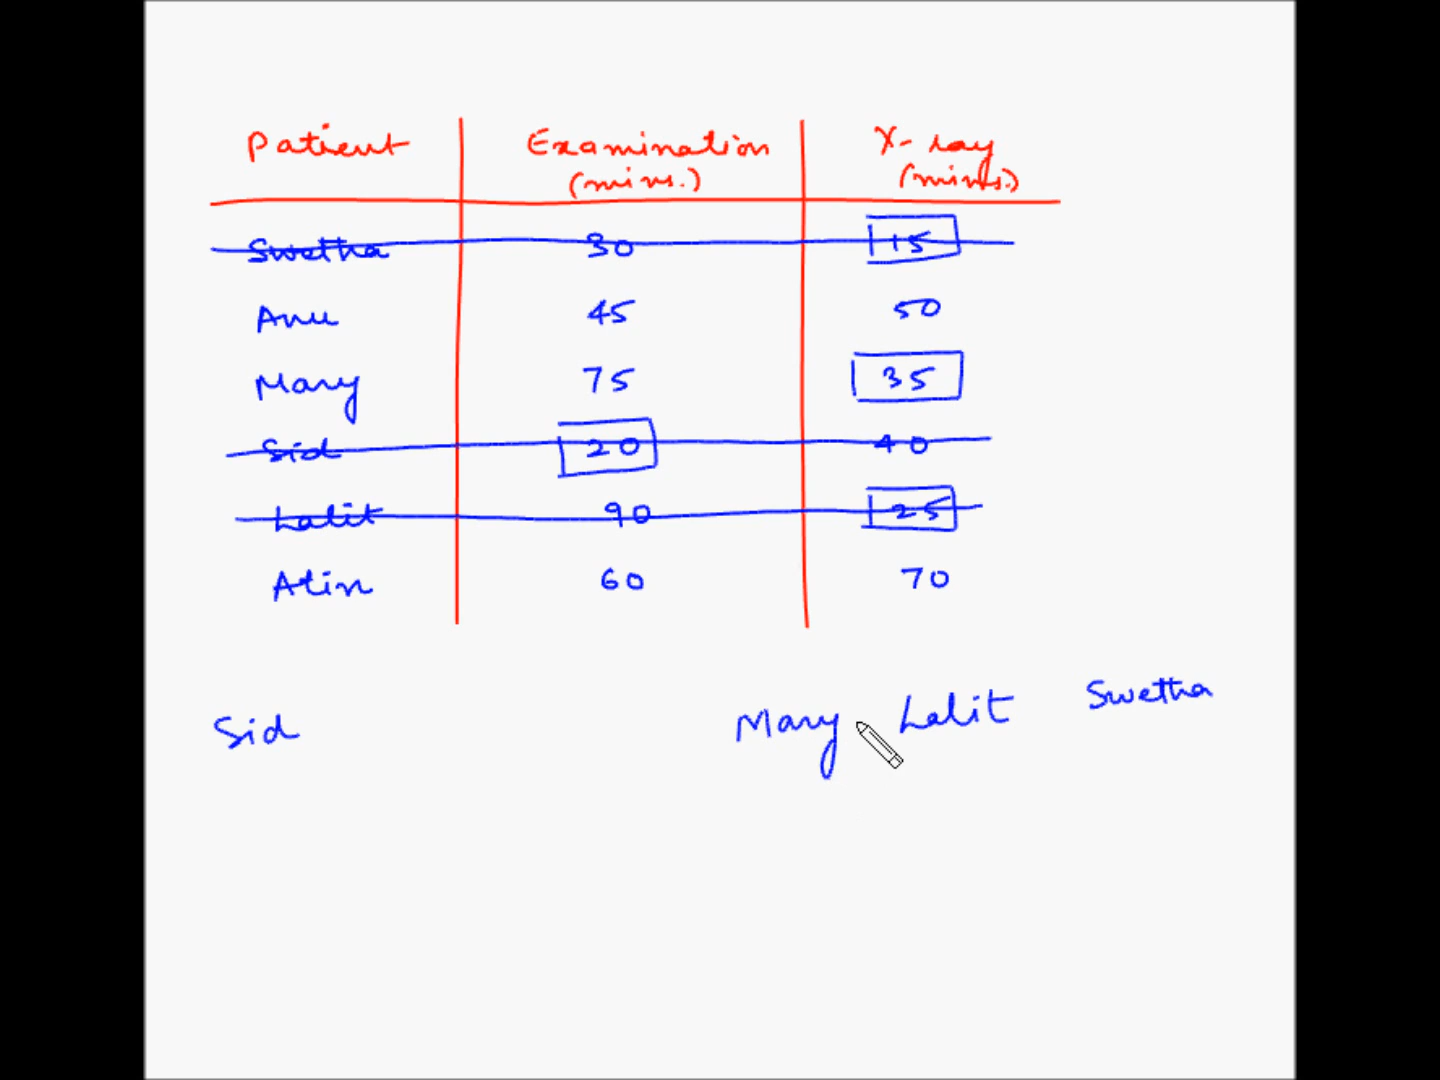 Patient Examination (mins.) X-ray (mins.)
Swetha 30 15
Anu 45 50
Mary 75 35
Sid 20 40
Lalit 90 25
Alin 60 70
Sid Mary Lalit Swetha